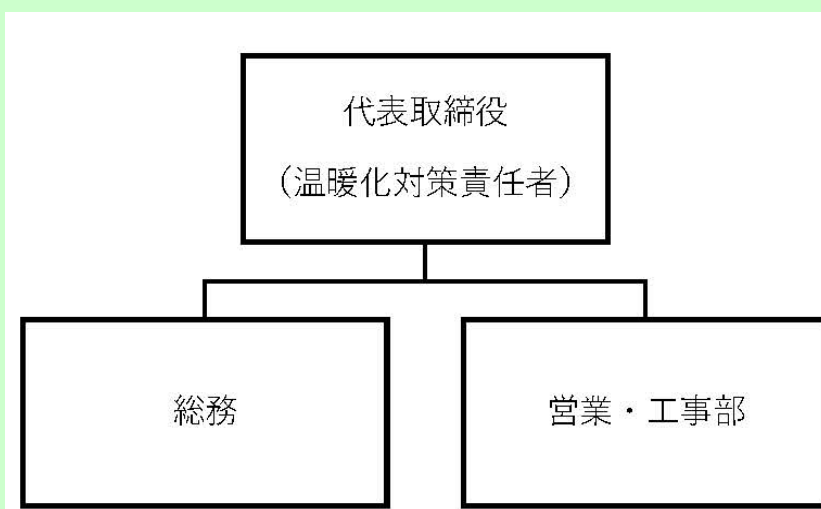 代表取締役
（温暖化対策責任者）
総務
営業・工事部